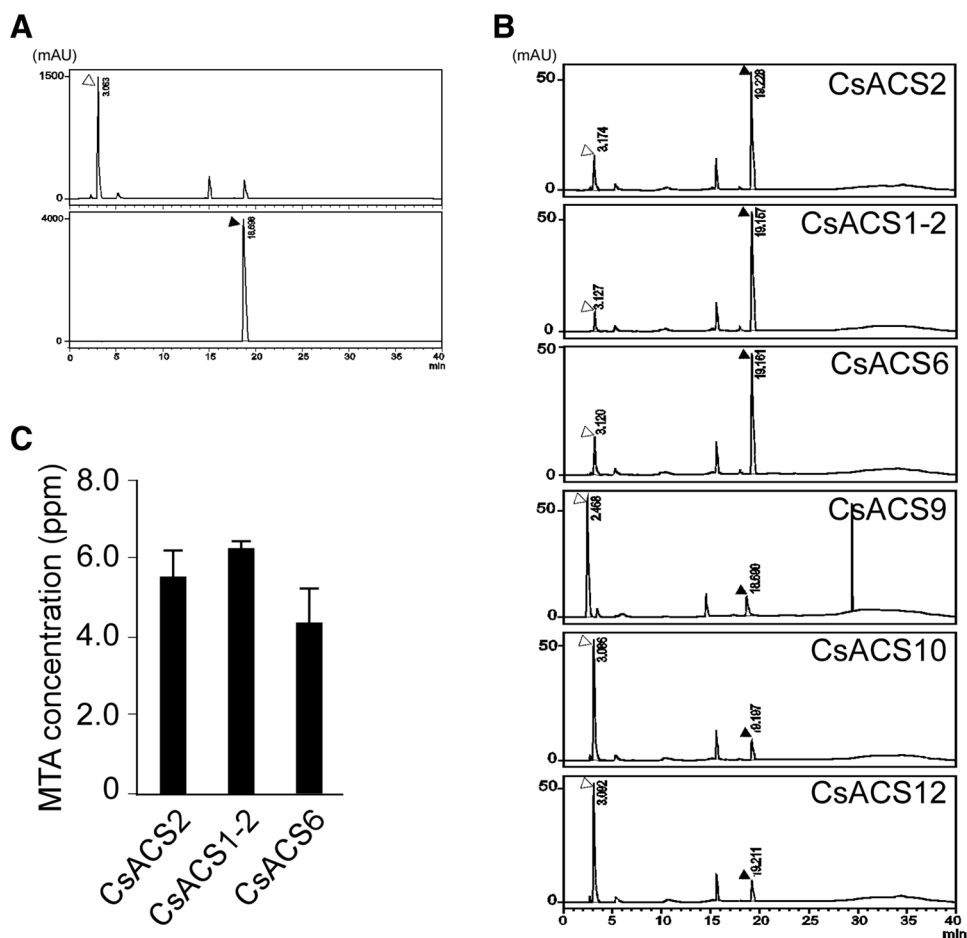 A
(mAU)
1500
3.063
0
4000
18.698
0
0 5 10 15 20 25 30 35 40
min
B
(mAU)
50
3.174
19.228
CsACS2
0
50
3.127
19.157
CsACS1-2
0
50
3.120
19.161
CsACS6
0
50
2.468
18.690
CsACS9
0
50
3.086
19.197
CsACS10
0
50
3.092
19.211
CsACS12
0
0 5 10 15 20 25 30 35 40
min
C
MTA concentration (ppm)
8.0
6.0
4.0
2.0
0
CsACS2
CsACS1-2
CsACS6